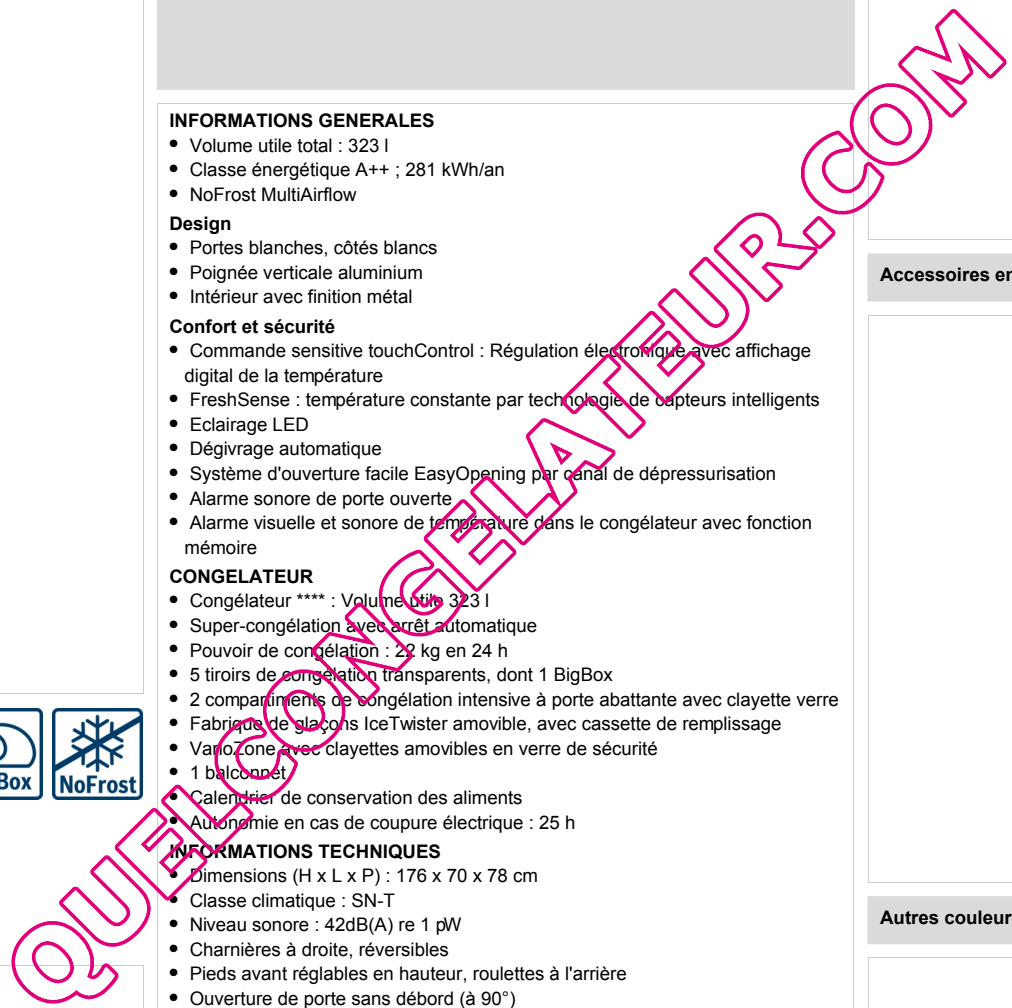 INFORMATIONS GENERALES
• Volume utile total : 323 l
• Classe énergétique A++ ; 281 kWh/an
• NoFrost MultiAirflow
Design
• Portes blanches, côtés blancs
• Poignée verticale aluminium
• Intérieur avec finition métal
Confort et sécurité
• Commande sensitive touchControl : Régulation électronique avec affichage
digital de la température
• FreshSense : température constante par technologie de capteurs intelligents
• Eclairage LED
• Dégivrage automatique
• Système d'ouverture facile EasyOpening par canal de dépressurisation
• Alarme sonore de porte ouverte
• Alarme visuelle et sonore de température dans le congélateur avec fonction
mémoire
CONGELATEUR
• Congélateur **** : Volume utile 323 l
• Super-congélation avec arrêt automatique
• Pouvoir de congélation : 22 kg en 24 h
• 5 tiroirs de congélation transparents, dont 1 BigBox
• 2 compartiments de congélation intensive à porte abattante avec clayette verre
• Fabrique de glaçons IceTwister amovible, avec cassette de remplissage
• VarioZone avec clayettes amovibles en verre de sécurité
• 1 balconnet
• Calendrier de conservation des aliments
• Autonomie en cas de coupure électrique : 25 h
INFORMATIONS TECHNIQUES
• Dimensions (H x L x P) : 176 x 70 x 78 cm
• Classe climatique : SN-T
• Niveau sonore : 42dB(A) re 1 pW
• Charnières à droite, réversibles
• Pieds avant réglables en hauteur, roulettes à l'arrière
• Ouverture de porte sans débord (à 90°)
Box
NoFrost
Accessoires en
Autres couleur
QUELCONGELATEUR.COM